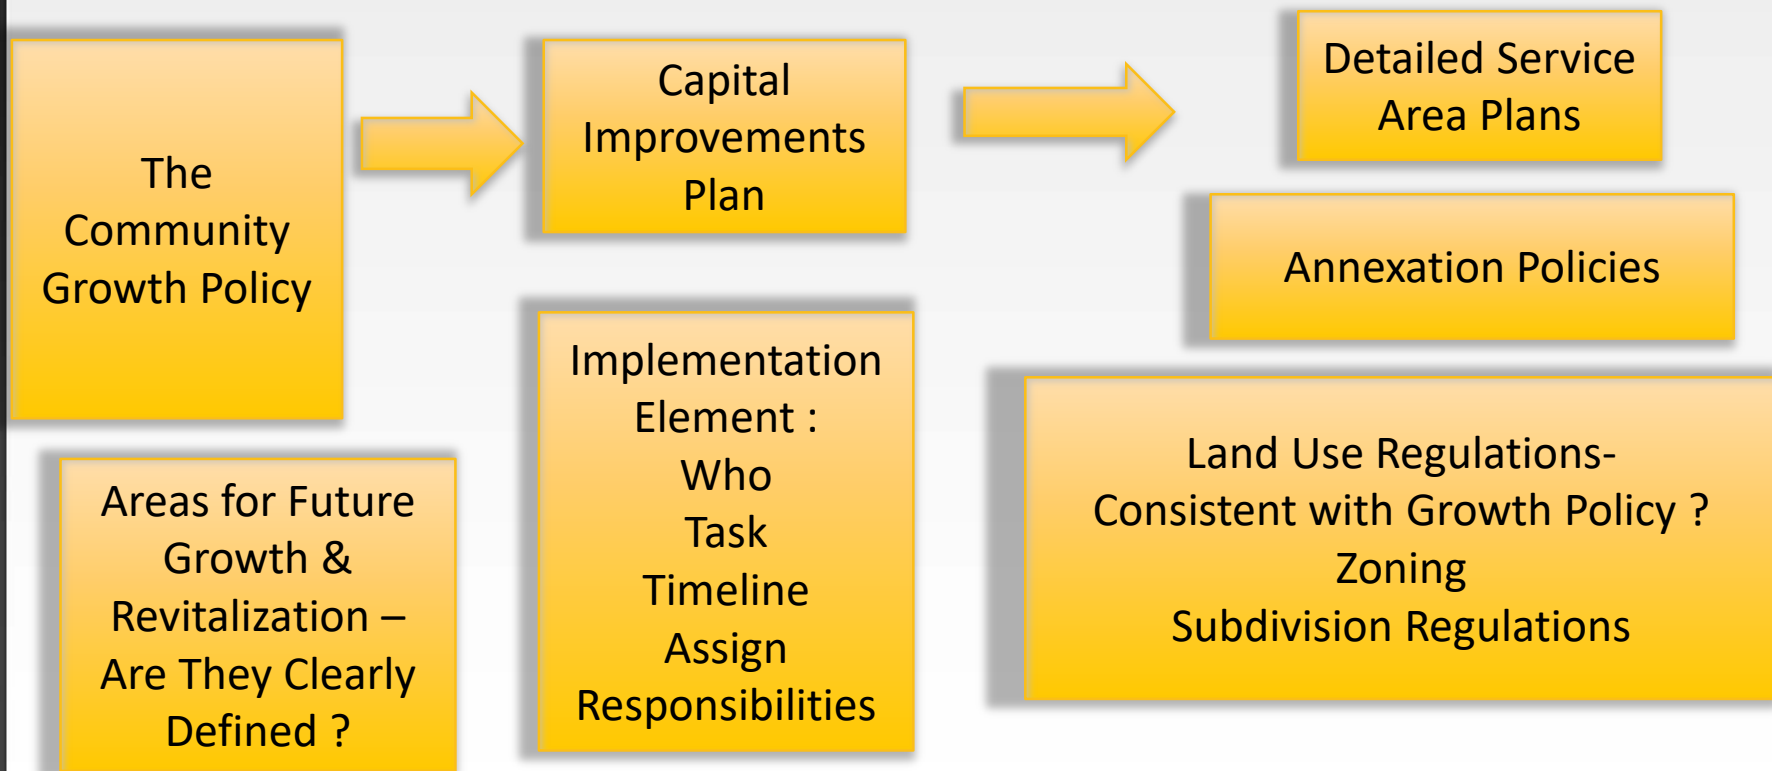 The
Community
Growth Policy
Areas for Future
Growth &
Revitalization –
Are They Clearly
Defined ?
Capital
Improvements
Plan
Implementation
Element :
Who
Task
Timeline
Assign
Responsibilities
Detailed Service
Area Plans
Annexation Policies
Land Use Regulations-
Consistent with Growth Policy ?
Zoning
Subdivision Regulations